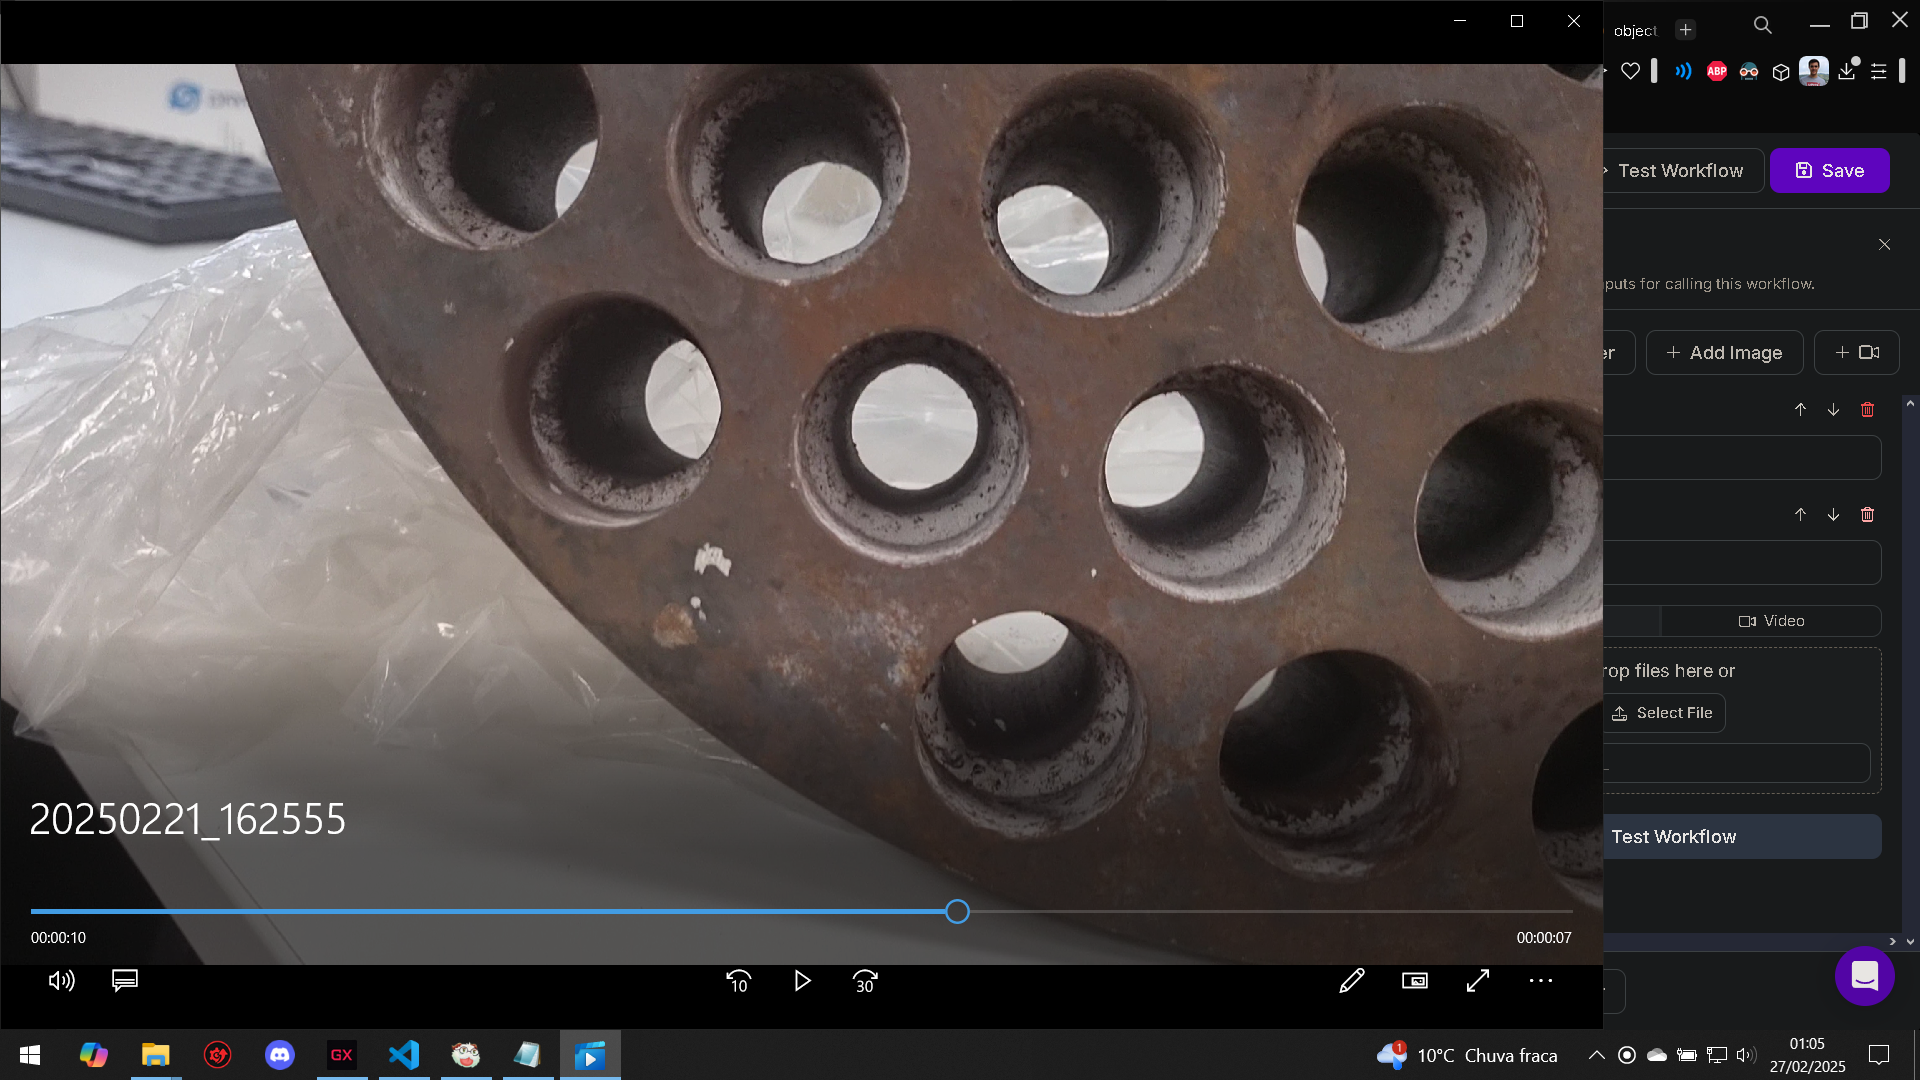 object
ABP
Test Workflow
Save
puts for calling this workflow.
er
Add Image
Video
rop files here or
Select File
Test Workflow
20250221_162555
00:00:10
00:00:07
10
30
GX
1
10°C Chuva fraca
01:05
27/02/2025